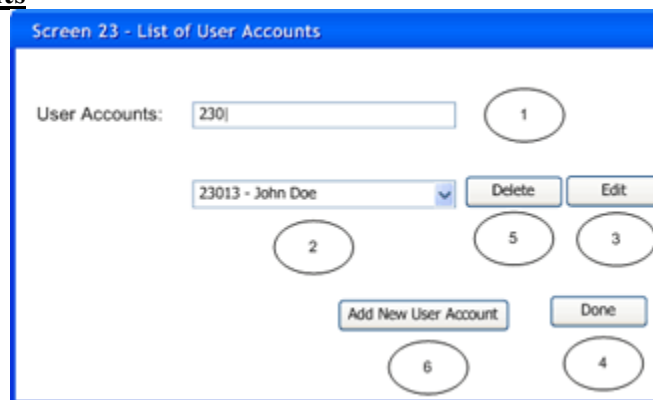 Screen 23 - List of User Accounts
User Accounts: 230 1
23013 - John Doe Delete Edit
2 5 3
Add New User Account Done
6 4